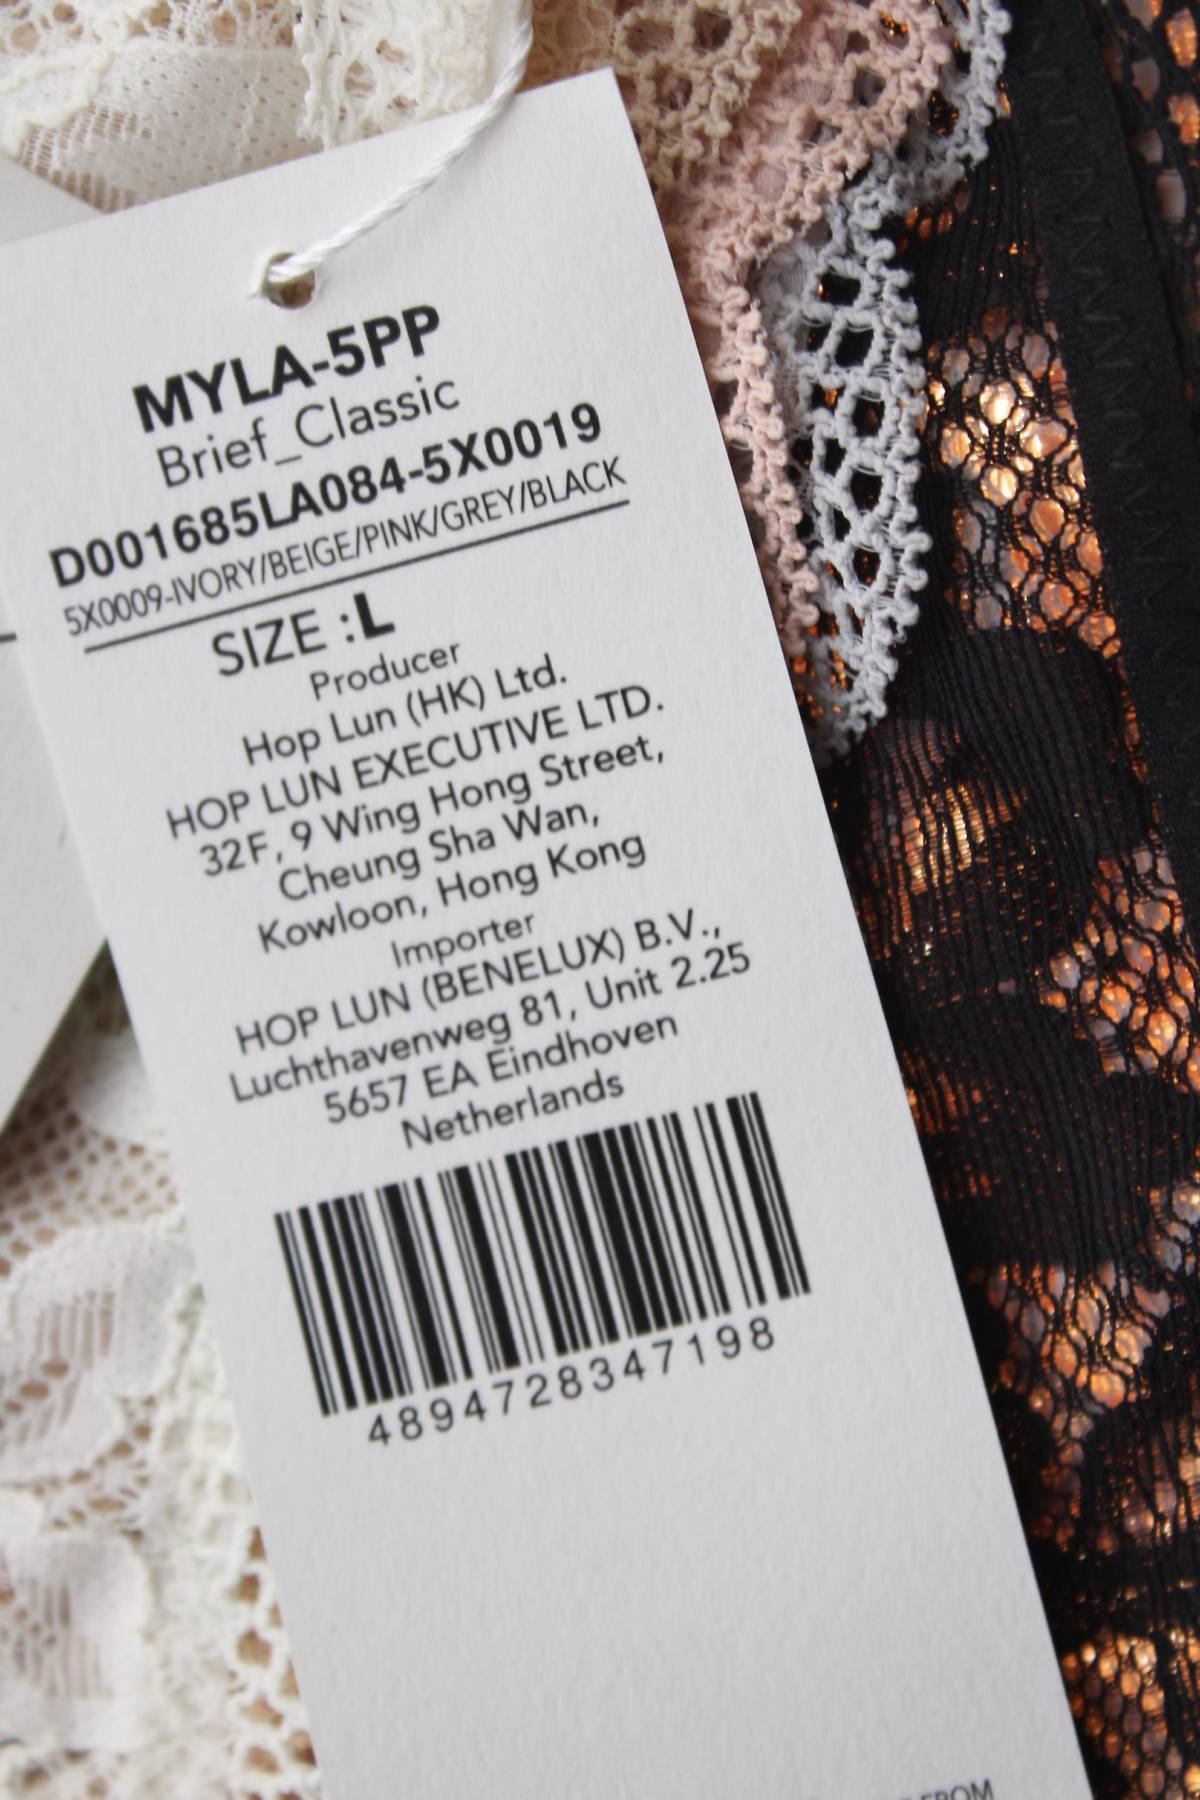 MYLA-5PP
Brief_Classic
D001685LA084-5X0019
5X0009-IVORY/BEIGE/PINK/GREY/BLACK
SIZE :L
Producer
Hop Lun (HK) Ltd.
HOP LUN EXECUTIVE LTD.
32F, 9 Wing Hong Street,
Cheung Sha Wan,
Kowloon, Hong Kong
Importer
HOP LUN (BENELUX) B.V.,
Luchthavenweg 81, Unit 2.25
5657 EA Eindhoven
Netherlands
4894728347198
FROM